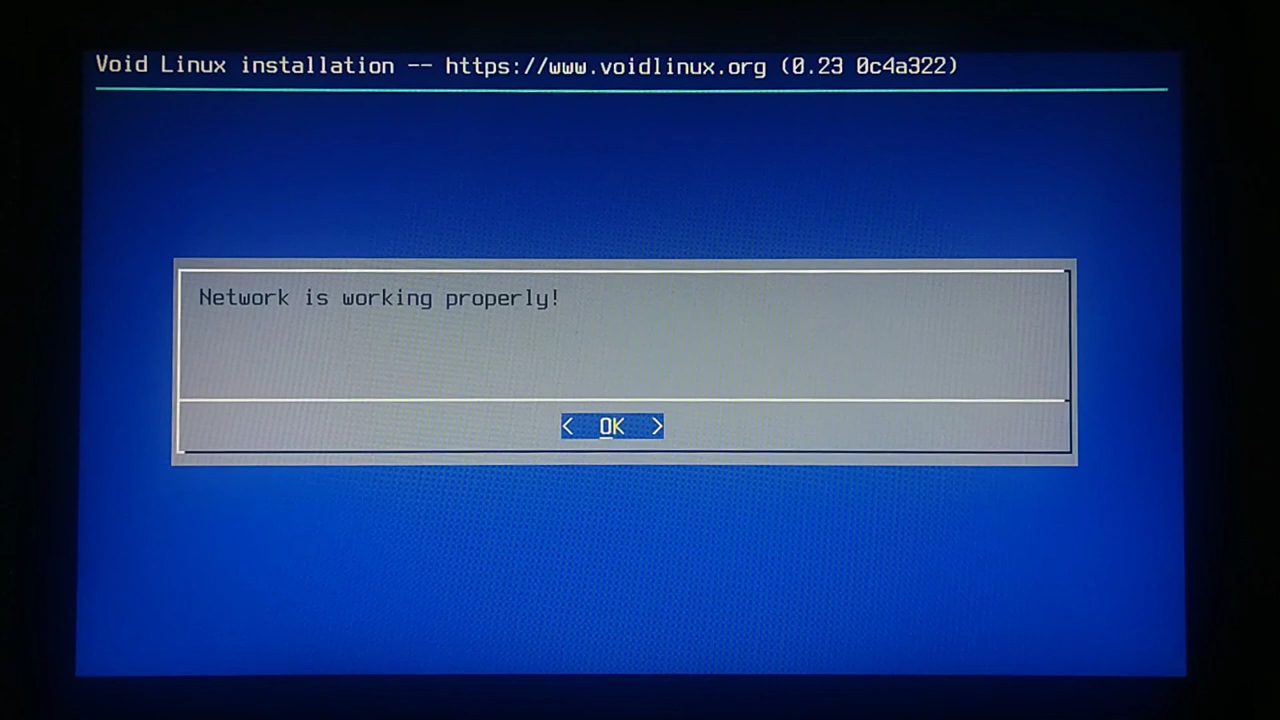 Void Linux installation -- https://www.voidlinux.org (0.23 0c4a322)
Network is working properly!
< OK >